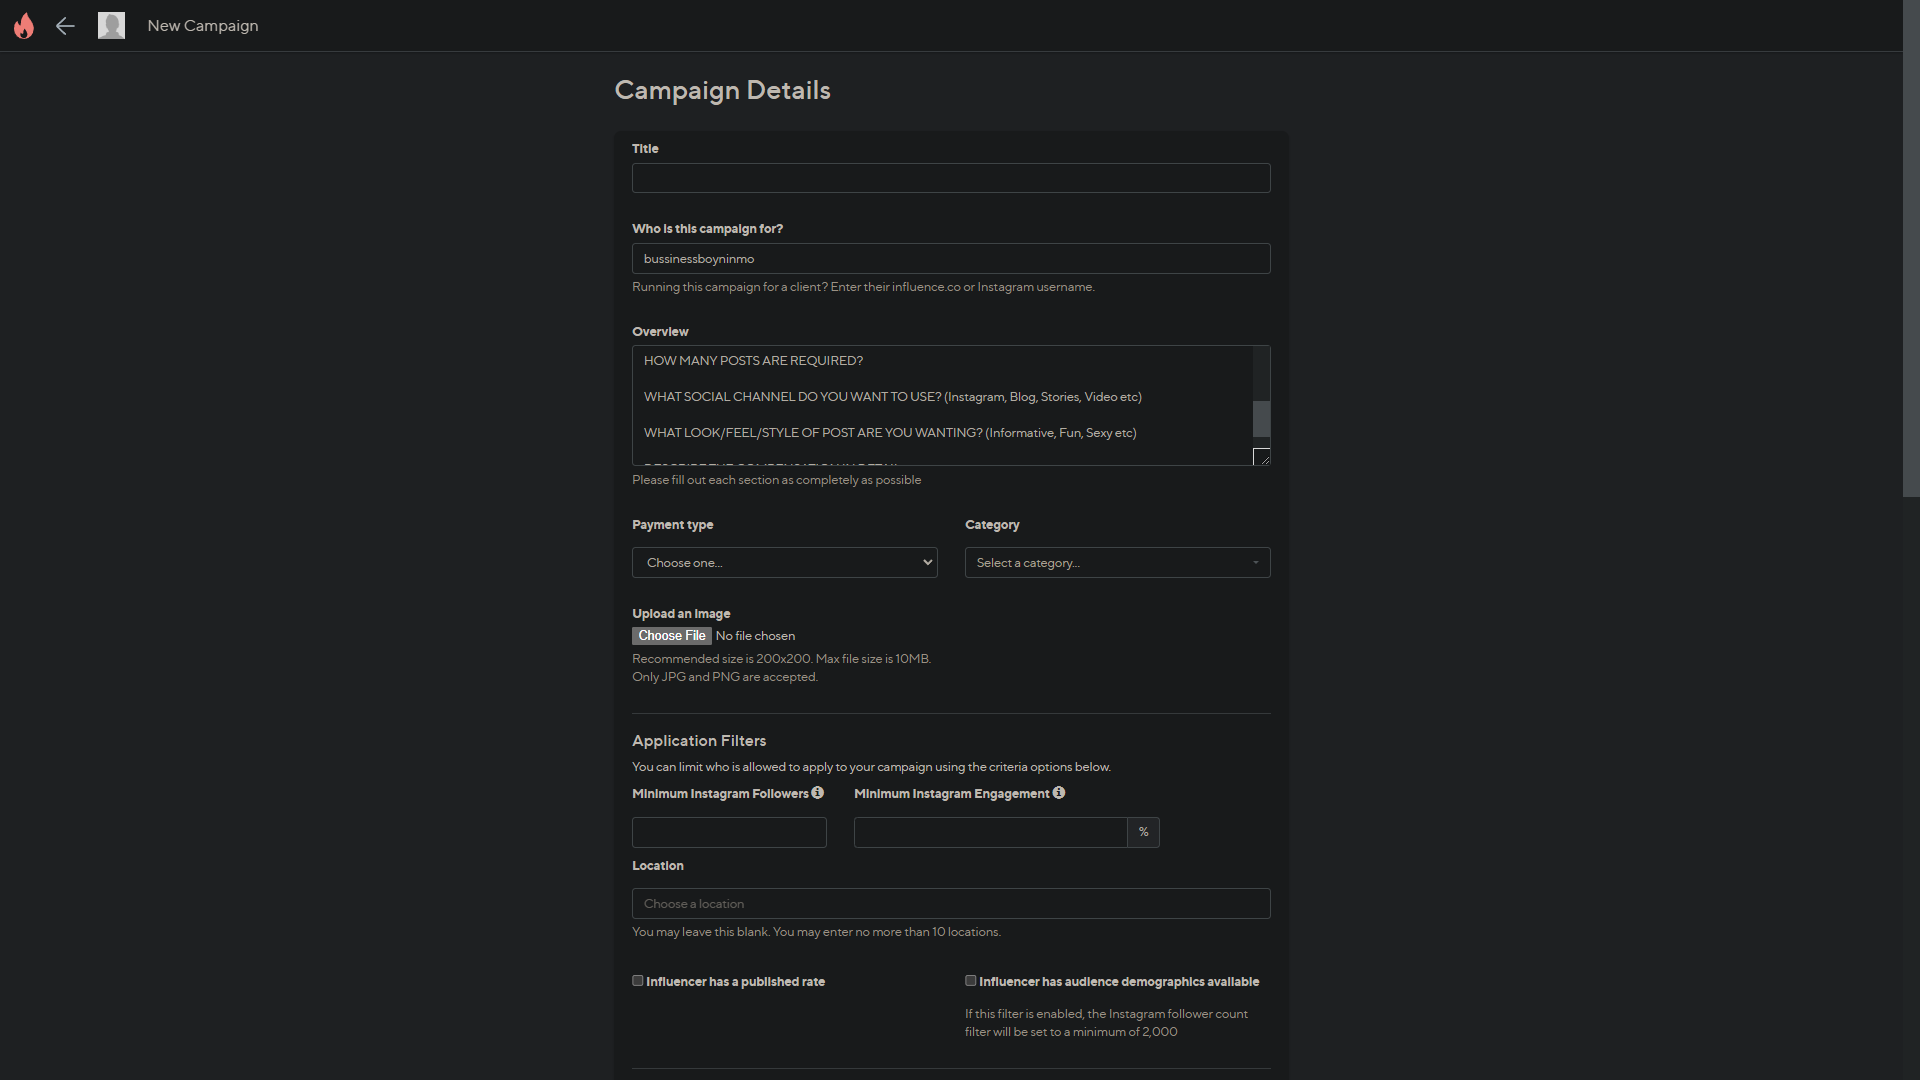 New Campaign
Campaign Details
Title
Who is this campaign for?
bussinessboyninmo
Running this campaign for a client? Enter their influence.co or Instagram username.
Overview
HOW MANY POSTS ARE REQUIRED?
WHAT SOCIAL CHANNEL DO YOU WANT TO USE? (Instagram, Blog, Stories, Video etc)
WHAT LOOK/FEEL/STYLE OF POST ARE YOU WANTING? (Informative, Fun, Sexy etc)
Please fill out each section as completely as possible
Payment type
Category
Choose one...
Select a category...
Upload an image
Choose File No file chosen
Recommended size is 200x200. Max file size is 10MB.
Only JPG and PNG are accepted.
Application Filters
You can limit who is allowed to apply to your campaign using the criteria options below.
Minimum Instagram Followers
Minimum Instagram Engagement
%
Location
Choose a location
You may leave this blank. You may enter no more than 10 locations.
Influencer has a published rate
Influencer has audience demographics available
If this filter is enabled, the Instagram follower count
filter will be set to a minimum of 2,000